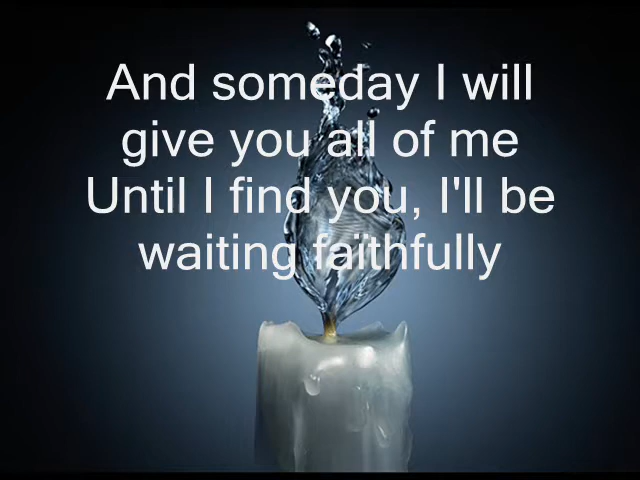 And someday I will
give you all of me
Until I find you, I'll be
waiting faithfully